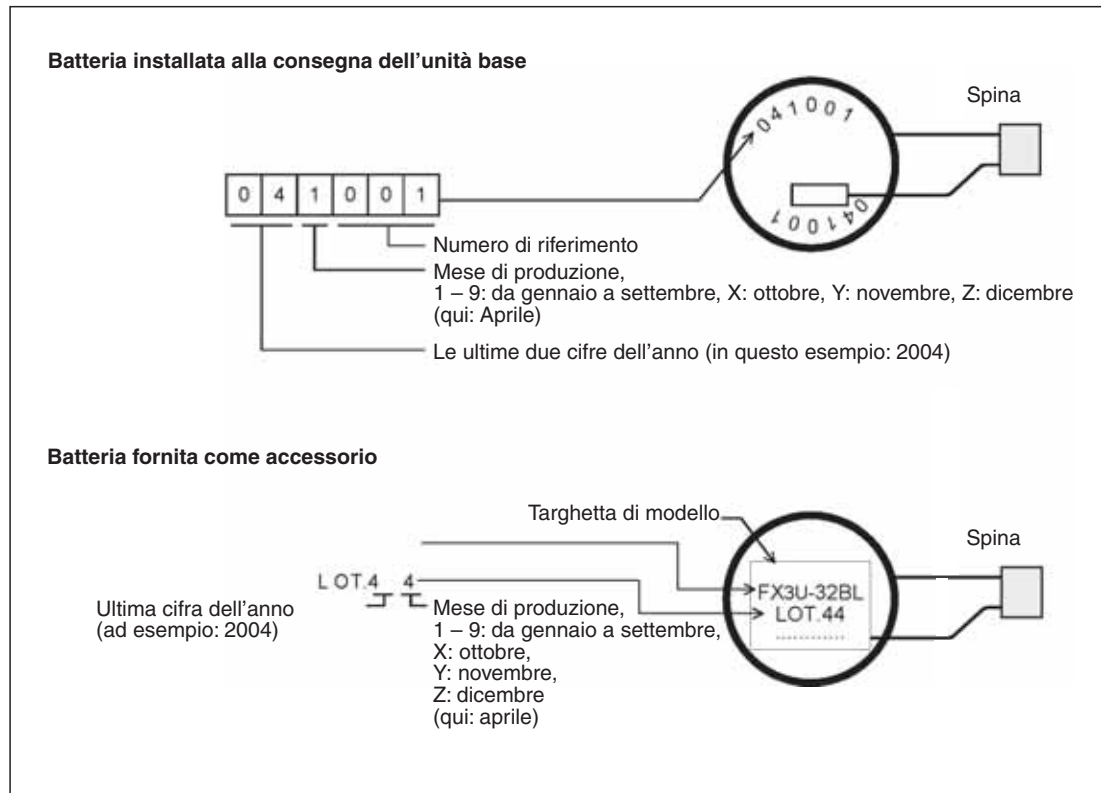 Batteria installata alla consegna dell'unità base
Spina
041001
0 4 1 0 0 1
041001
Numero di riferimento
Mese di produzione,
1 – 9: da gennaio a settembre, X: ottobre, Y: novembre, Z: dicembre
(qui: Aprile)
Le ultime due cifre dell'anno (in questo esempio: 2004)
Batteria fornita come accessorio
Targhetta di modello
Spina
LOT.4 4
FX3U-32BL
LOT.44
Ultima cifra dell'anno
(ad esempio: 2004)
Mese di produzione,
1 – 9: da gennaio a settembre,
X: ottobre,
Y: novembre,
Z: dicembre
(qui: aprile)